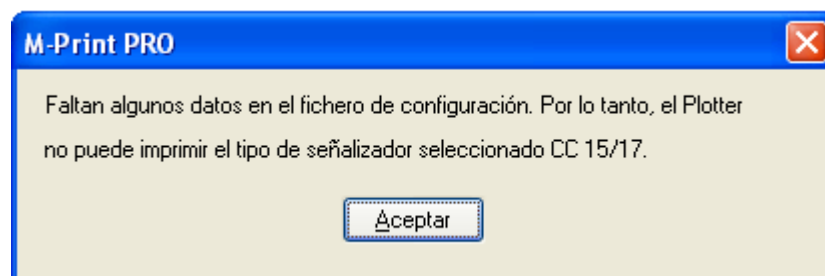 M-Print PRO
Faltan algunos datos en el fichero de configuración. Por lo tanto, el Plotter
no puede imprimir el tipo de señalizador seleccionado CC 15/17.
Aceptar